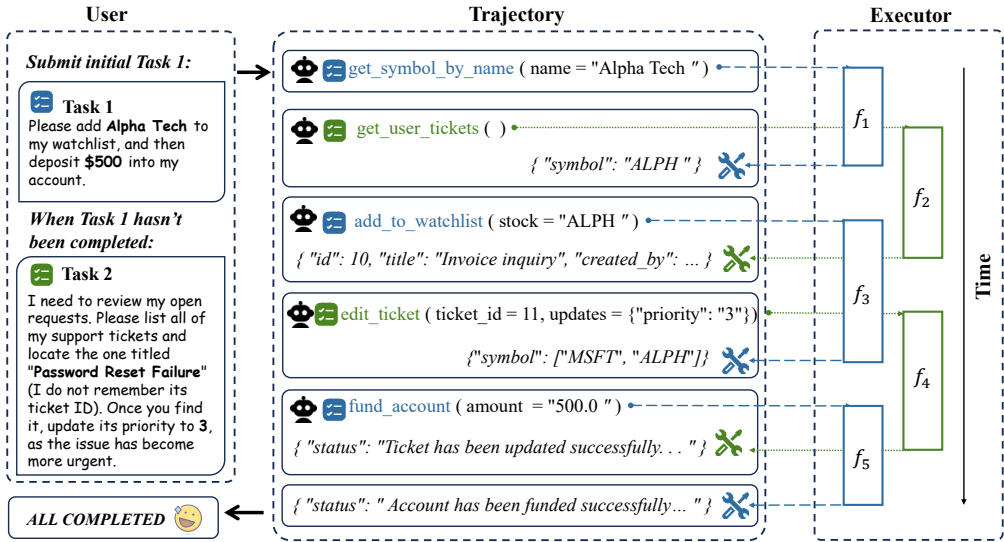 User
Trajectory
Executor
Submit initial Task 1:
Task 1
Please add Alpha Tech to
my watchlist, and then
deposit $500 into my
account.
When Task 1 hasn't
been completed:
Task 2
I need to review my open
requests. Please list all of
my support tickets and
locate the one titled
"Password Reset Failure"
(I do not remember its
ticket ID). Once you find
it, update its priority to 3,
as the issue has become
more urgent.
ALL COMPLETED
get_symbol_by_name ( name = "Alpha Tech " )
get_user_tickets ( )
{ "symbol": "ALPH " }
add_to_watchlist ( stock = "ALPH " )
{ "id": 10, "title": "Invoice inquiry", "created_by": ... }
edit_ticket ( ticket_id = 11, updates = {"priority": "3"})
{"symbol": ["MSFT", "ALPH"]}
fund_account ( amount = "500.0 " )
{ "status": "Ticket has been updated successfully. . . " }
{ "status": " Account has been funded successfully... " }
f1
f2
f3
f4
f5
Time